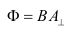 Φ = BA⊥